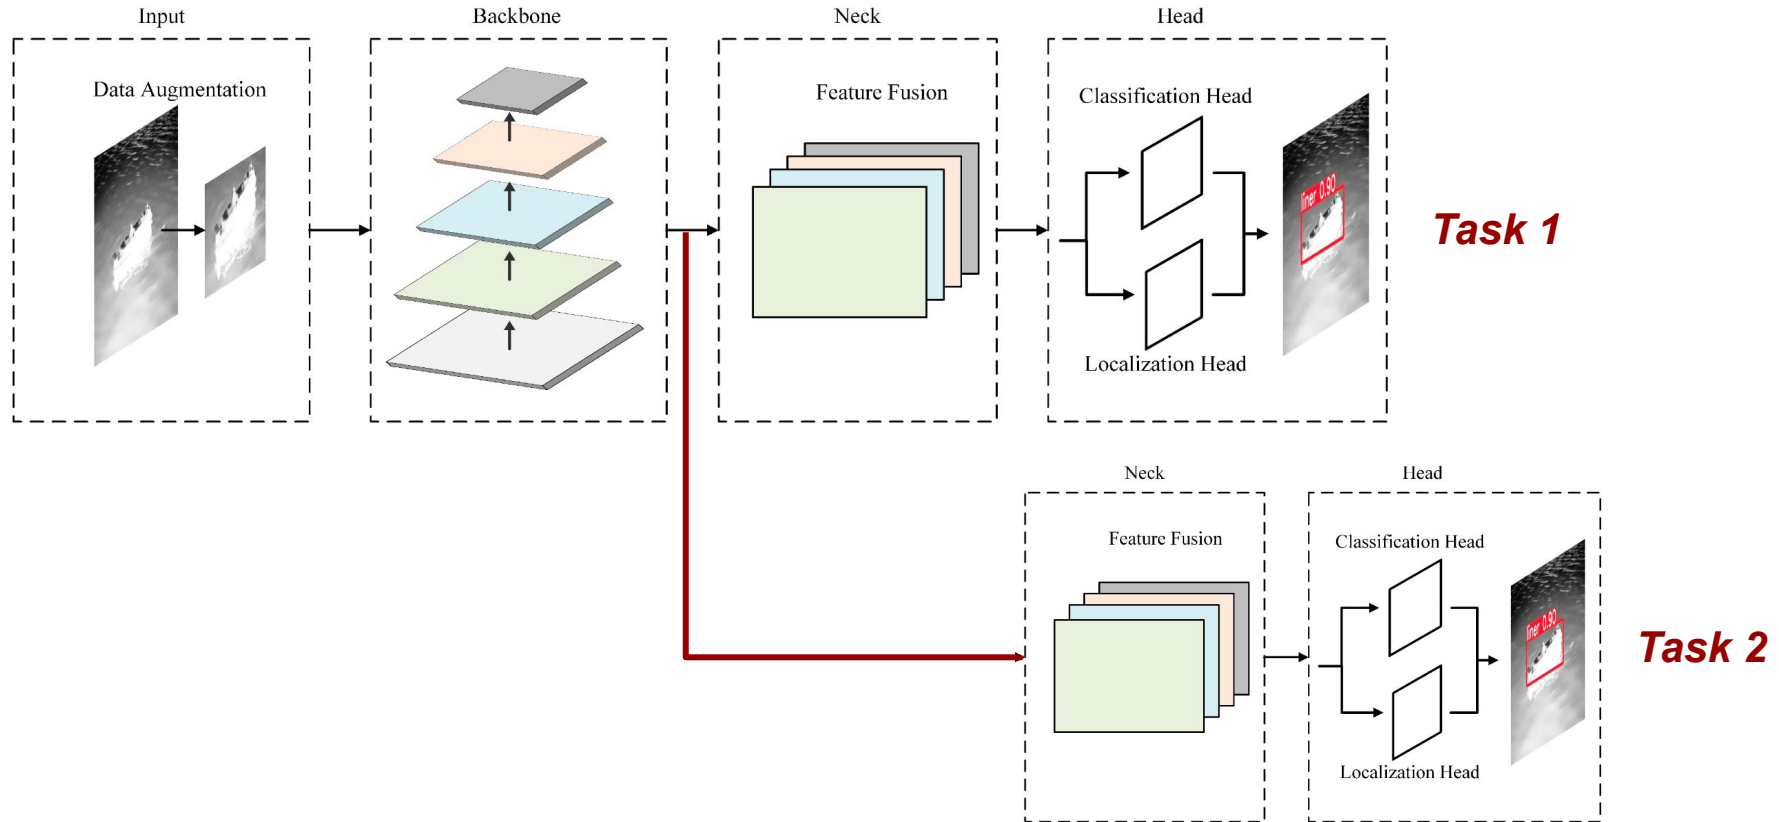 Input
Backbone
Neck
Head
Data Augmentation
Feature Fusion
Classification Head
liner 0.90
Localization Head
Task 1
Neck
Head
Feature Fusion
Classification Head
liner 0.90
Localization Head
Task 2